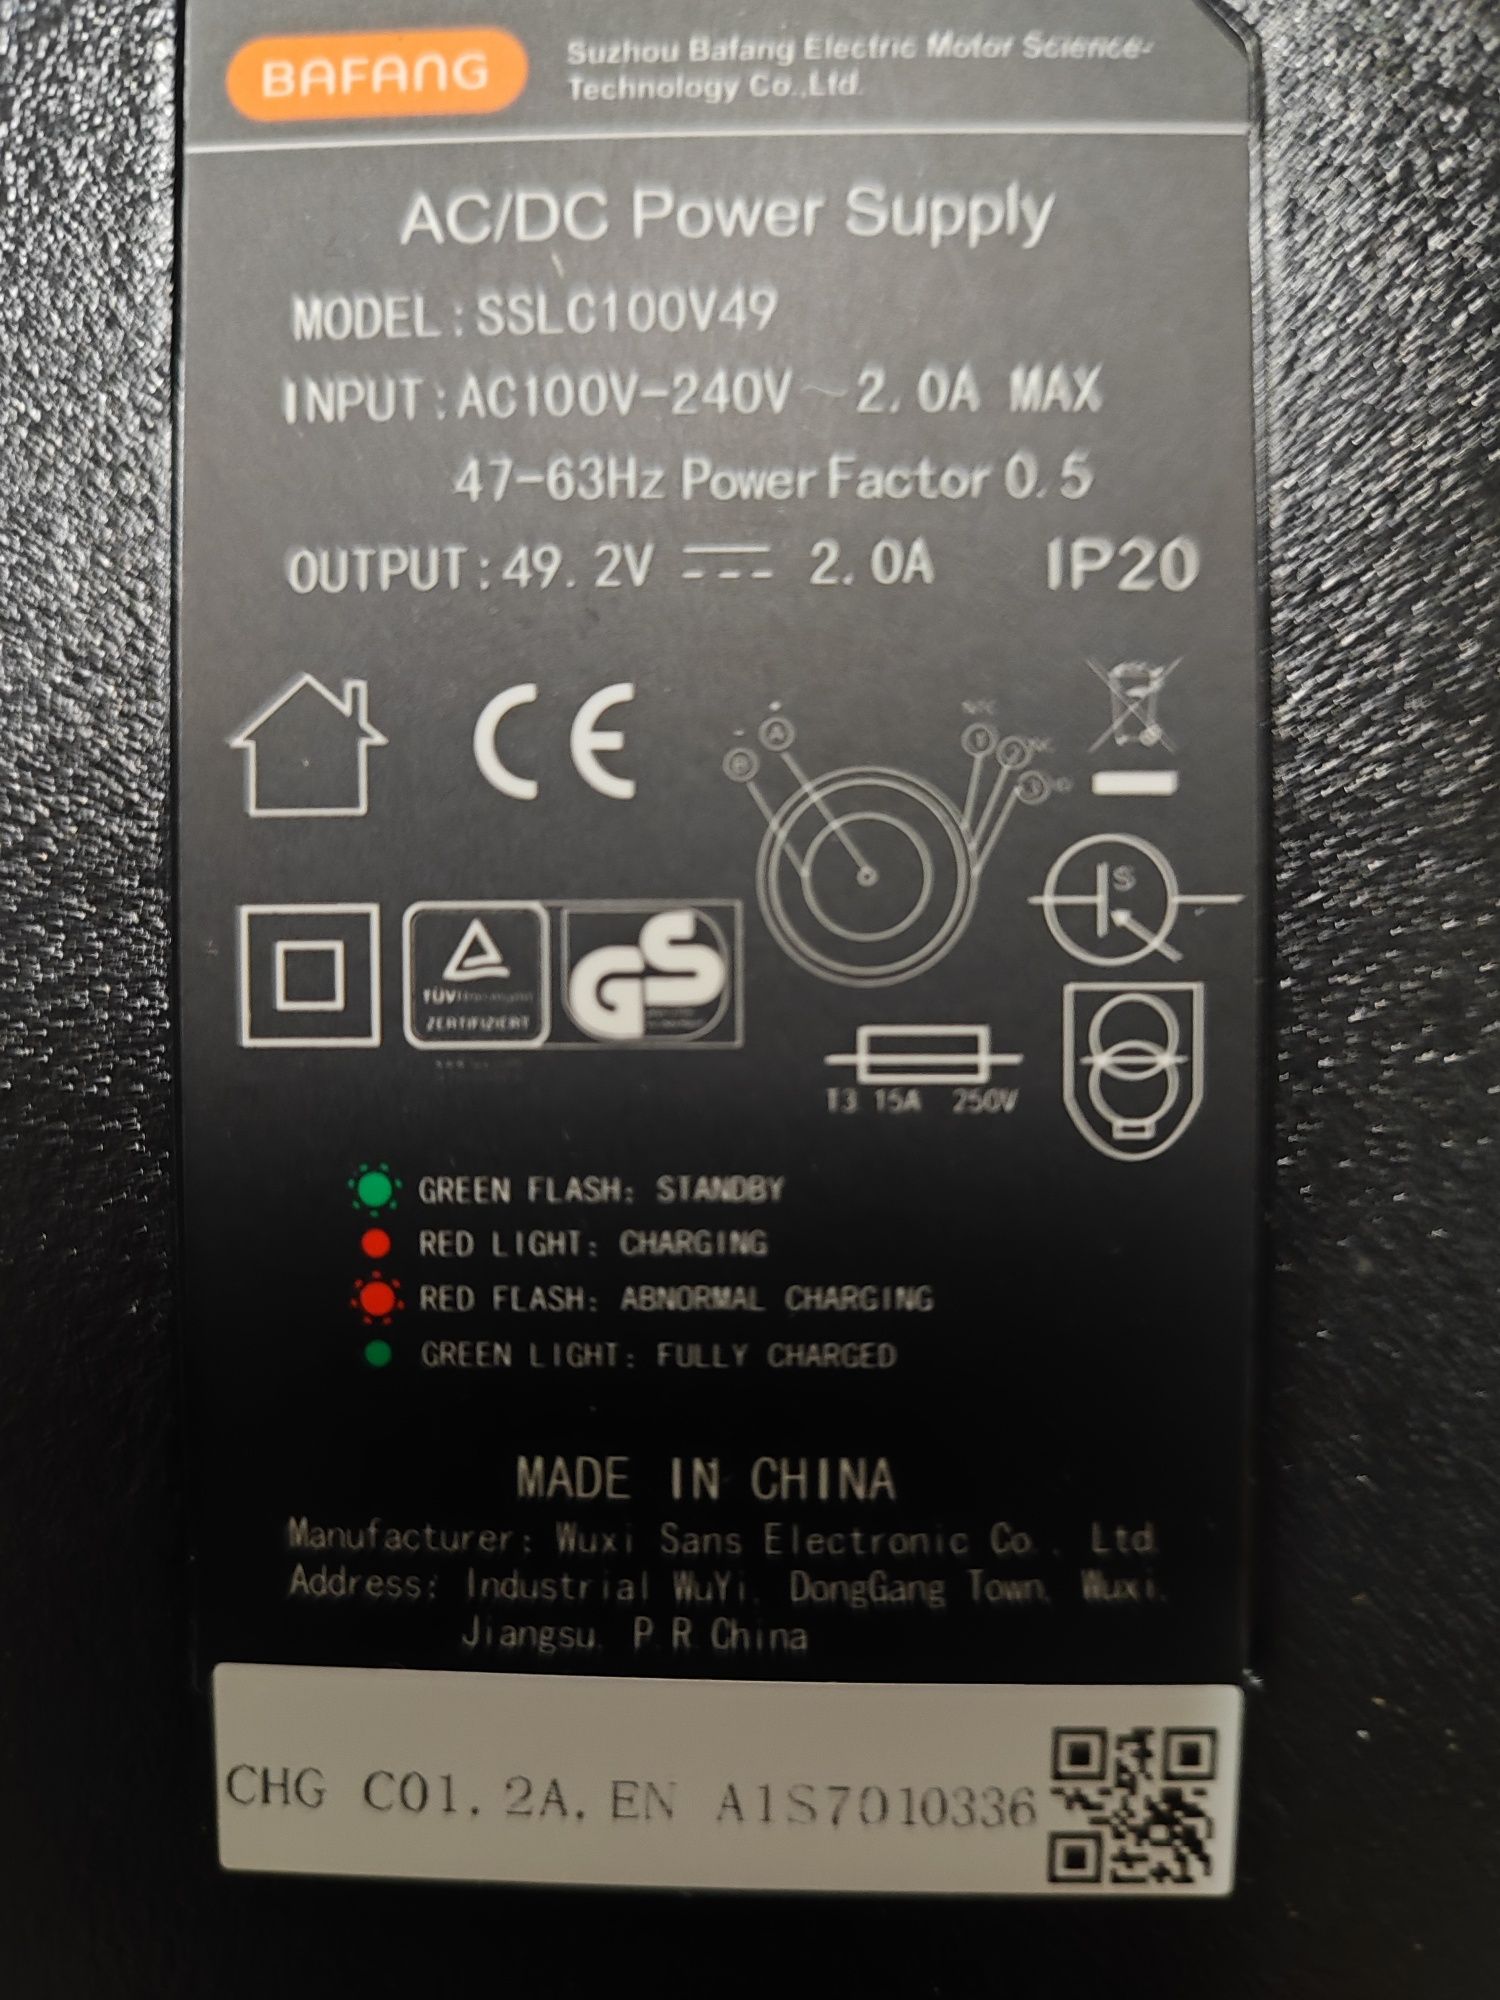 BAFANG
Suzhou Bafang Electric Motor Science-
Technology Co.,Ltd.
AC/DC Power Supply
MODEL:SSLC100V49
INPUT:AC100V-240V ~ 2.0A MAX
47-63Hz Power Factor 0.5
OUTPUT:49.2V ⎓ 2.0A IP20
CE
- +
B A
NTC
1 2 3
S
TÜV
ZERTIFIZIERT
GS
T3.15A 250V
GREEN FLASH: STANDBY
RED LIGHT: CHARGING
RED FLASH: ABNORMAL CHARGING
GREEN LIGHT: FULLY CHARGED
MADE IN CHINA
Manufacturer: Wuxi Sans Electronic Co., Ltd.
Address: Industrial WuYi, DongGang Town, Wuxi,
Jiangsu, P.R.China
CHG C01.2A.EN A1S7010336